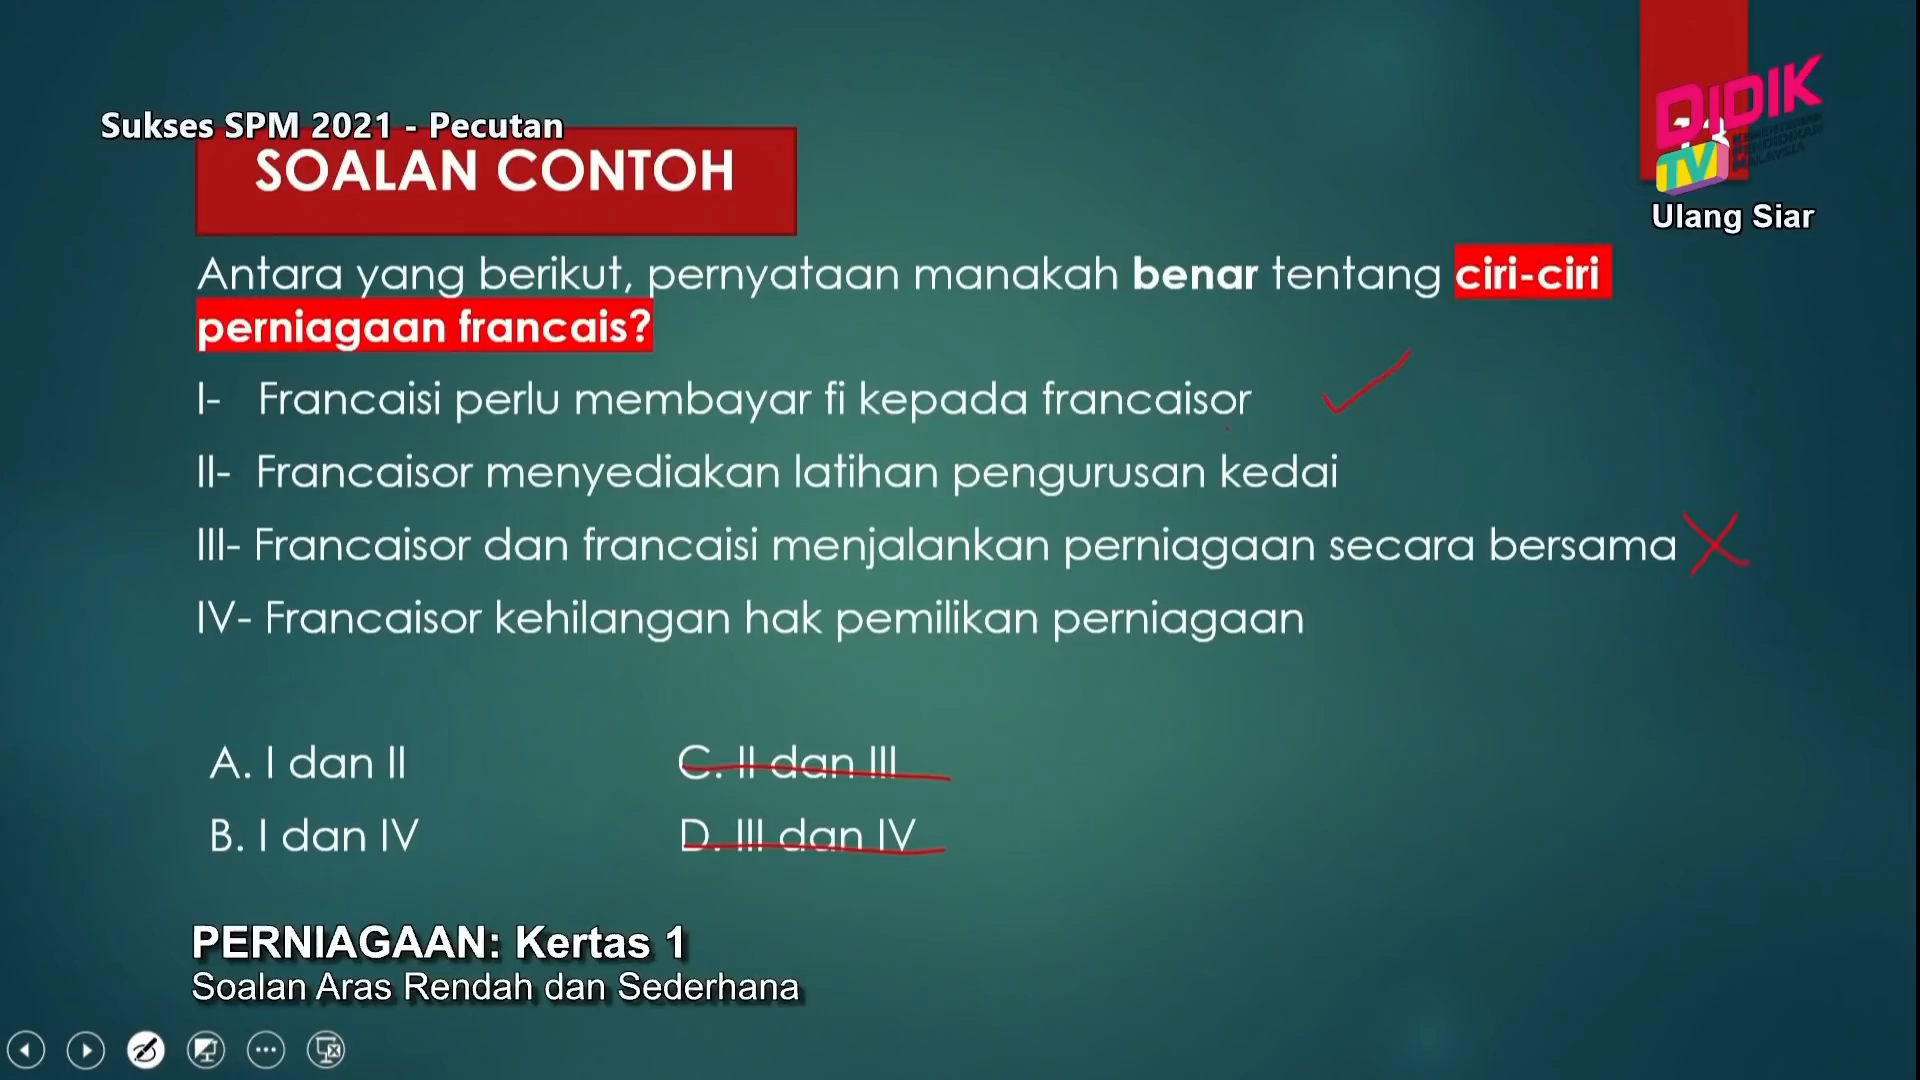 Sukses SPM 2021 - Pecutan
SOALAN CONTOH
DIDIK
TV
KEMENTERIAN
PENDIDIKAN
MALAYSIA
Ulang Siar
Antara yang berikut, pernyataan manakah benar tentang ciri-ciri
perniagaan francais?
I- Francaisi perlu membayar fi kepada francaisor
II- Francaisor menyediakan latihan pengurusan kedai
III- Francaisor dan francaisi menjalankan perniagaan secara bersama
IV- Francaisor kehilangan hak pemilikan perniagaan
A. I dan II
C. II dan III
B. I dan IV
D. III dan IV
PERNIAGAAN: Kertas 1
Soalan Aras Rendah dan Sederhana